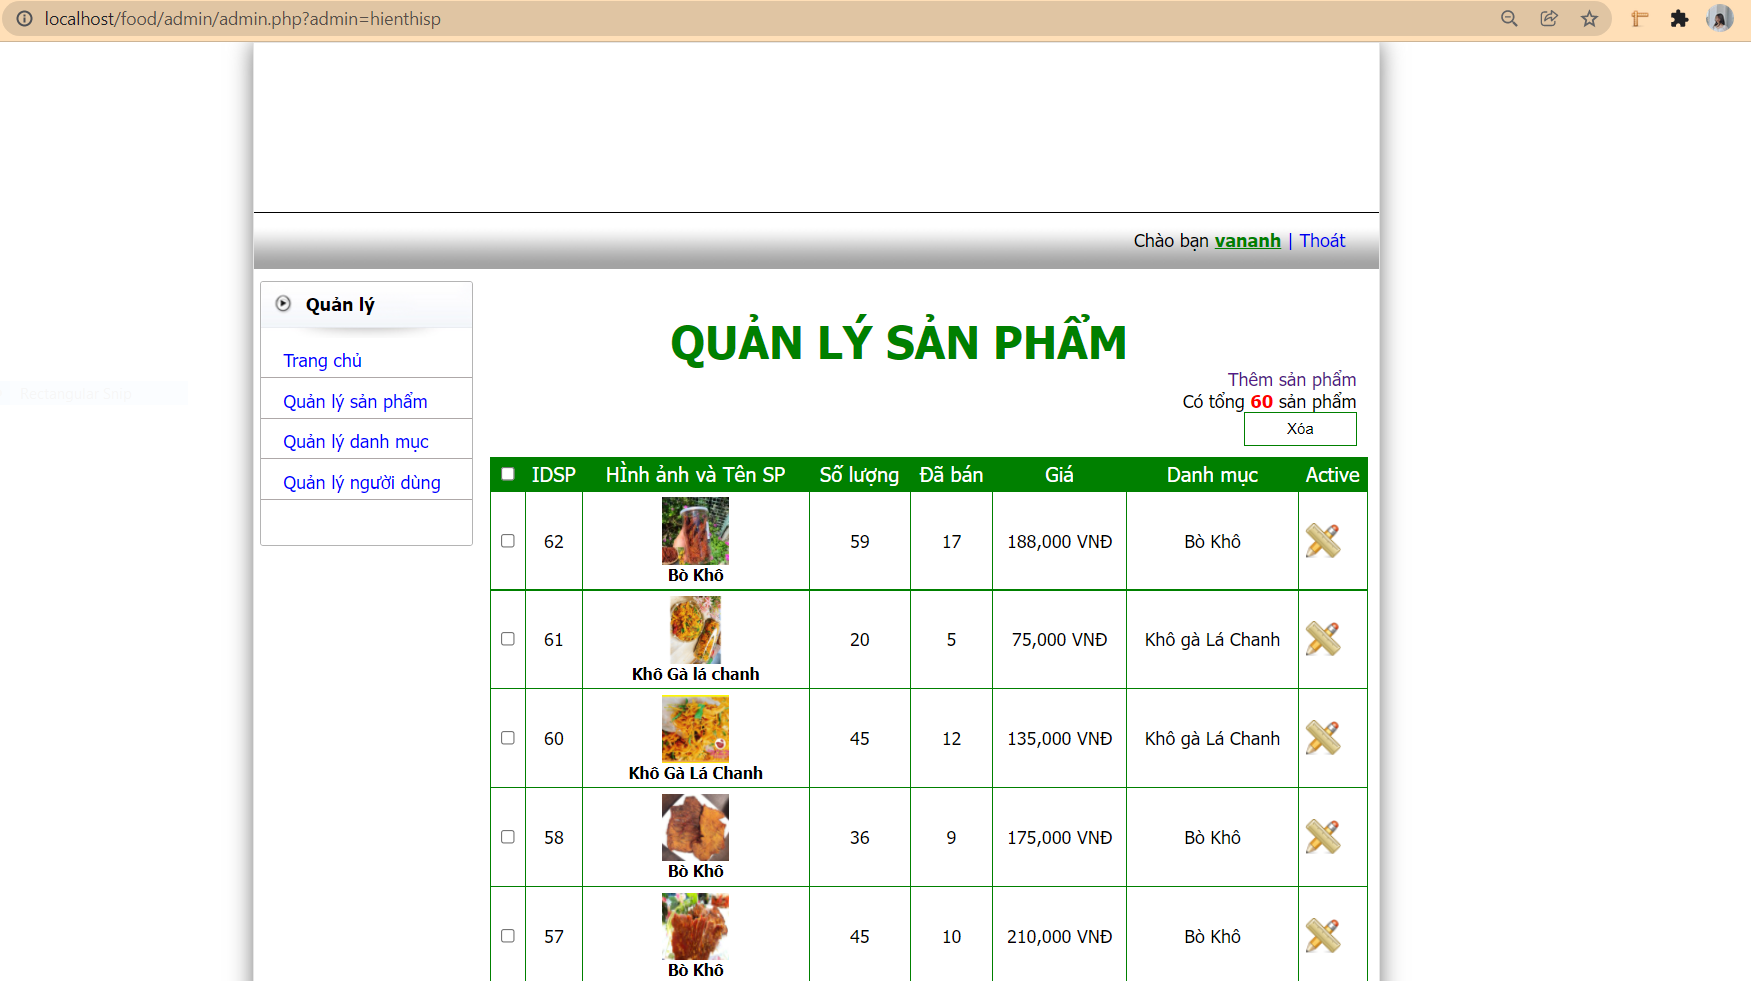 localhost/food/admin/admin.php?admin=hienthisp
Chào bạn vananh | Thoát
Quản lý
Trang chủ
Quản lý sản phẩm
Quản lý danh mục
Quản lý người dùng
QUẢN LÝ SẢN PHẨM
Thêm sản phẩm
Có tổng 60 sản phẩm
Xóa
Rectangular Snip
IDSP HÌnh ảnh và Tên SP Số lượng Đã bán Giá Danh mục Active
62 59 17 188,000 VNĐ Bò Khô
Bò Khô
61 20 5 75,000 VNĐ Khô gà Lá Chanh
Khô Gà lá chanh
60 45 12 135,000 VNĐ Khô gà Lá Chanh
Khô Gà Lá Chanh
58 36 9 175,000 VNĐ Bò Khô
Bò Khô
57 45 10 210,000 VNĐ Bò Khô
Bò Khô